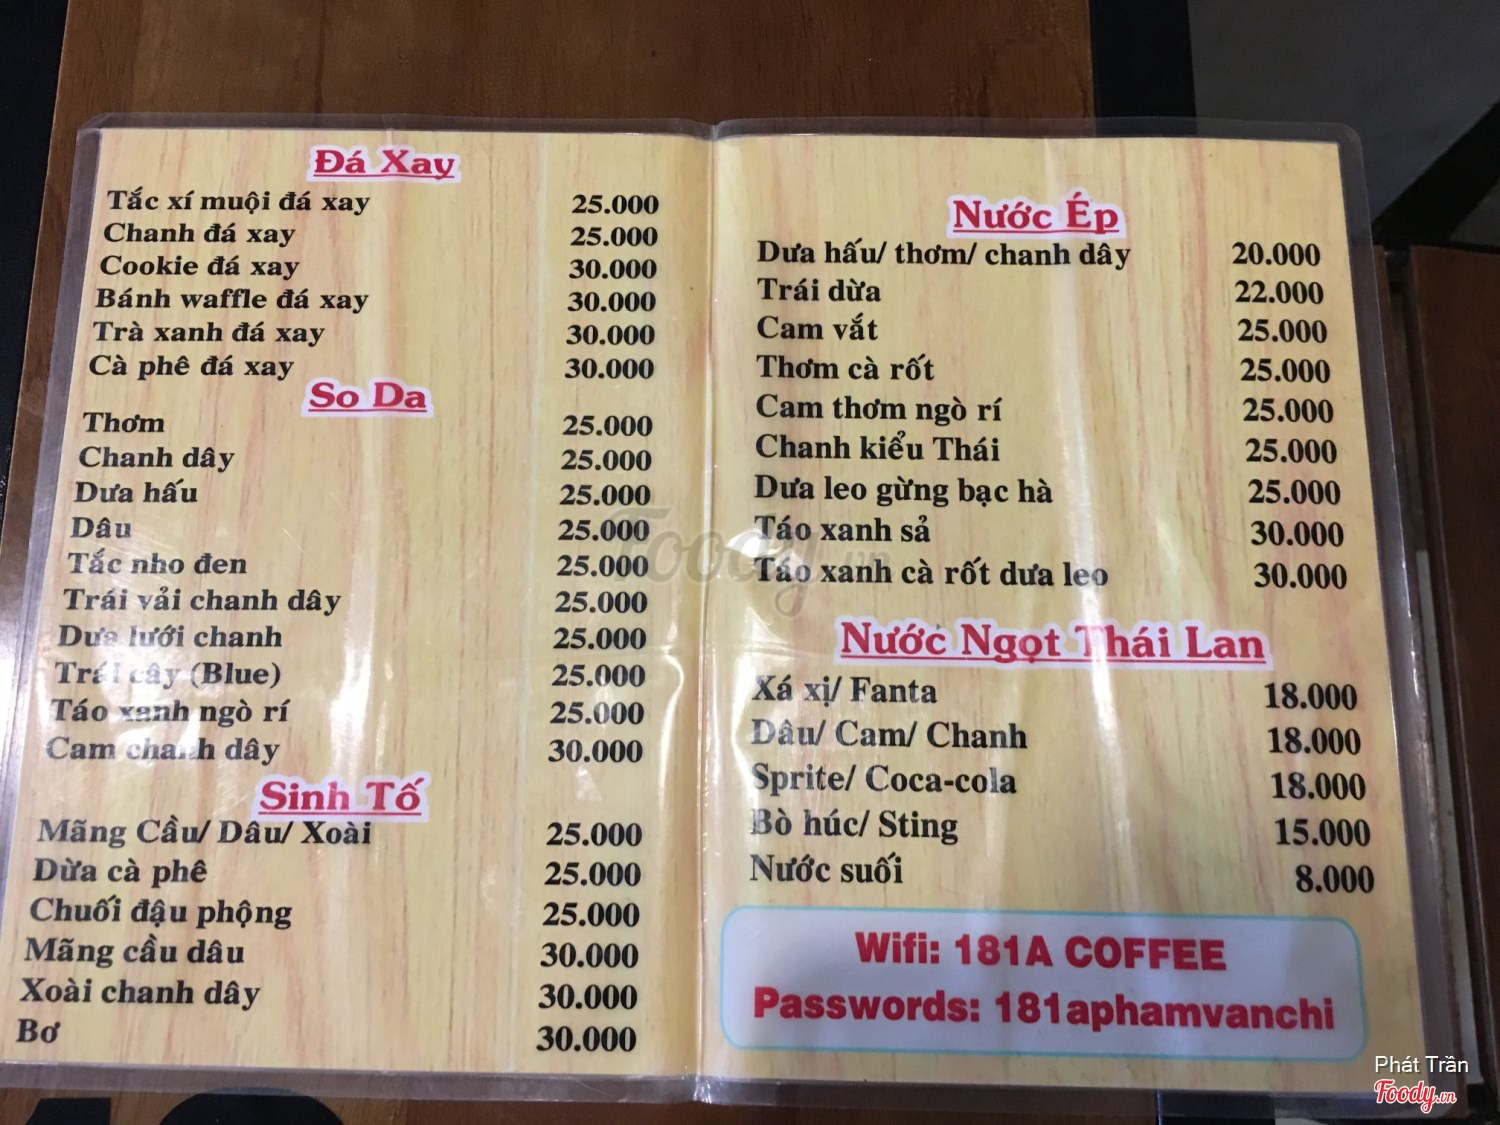 Đá Xay
Tắc xí muội đá xay 25.000
Chanh đá xay 25.000
Cookie đá xay 30.000
Bánh waffle đá xay 30.000
Trà xanh đá xay 30.000
Cà phê đá xay 30.000
So Da
Thơm 25.000
Chanh dây 25.000
Dưa hấu 25.000
Dâu 25.000
Tắc nho đen 25.000
Trái vải chanh dây 25.000
Dưa lưới chanh 25.000
Trái cây (Blue) 25.000
Táo xanh ngò rí 25.000
Cam chanh dây 30.000
Sinh Tố
Mãng Cầu/ Dâu/ Xoài 25.000
Dừa cà phê 25.000
Chuối đậu phộng 25.000
Mãng cầu dâu 30.000
Xoài chanh dây 30.000
Bơ 30.000
Nước Ép
Dưa hấu/ thơm/ chanh dây 20.000
Trái dừa 22.000
Cam vắt 25.000
Thơm cà rốt 25.000
Cam thơm ngò rí 25.000
Chanh kiểu Thái 25.000
Dưa leo gừng bạc hà 25.000
Táo xanh sả 30.000
Táo xanh cà rốt dưa leo 30.000
Nước Ngọt Thái Lan
Xá xị/ Fanta 18.000
Dâu/ Cam/ Chanh 18.000
Sprite/ Coca-cola 18.000
Bò húc/ Sting 15.000
Nước suối 8.000
Wifi: 181A COFFEE
Passwords: 181aphamvanchi
Foody.vn
Phát Trần
Foody.vn